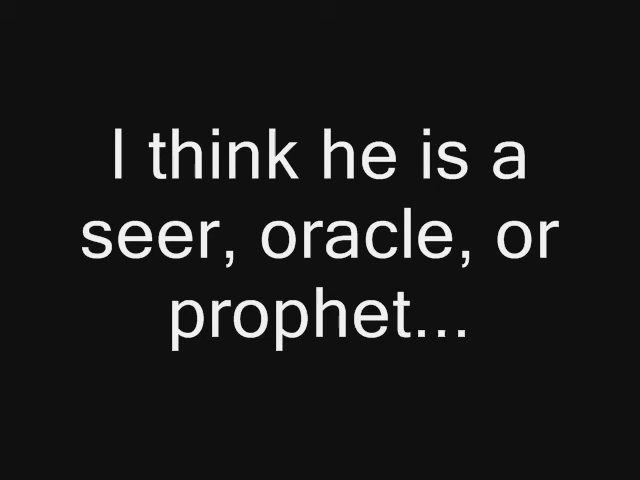 I think he is a
seer, oracle, or
prophet...